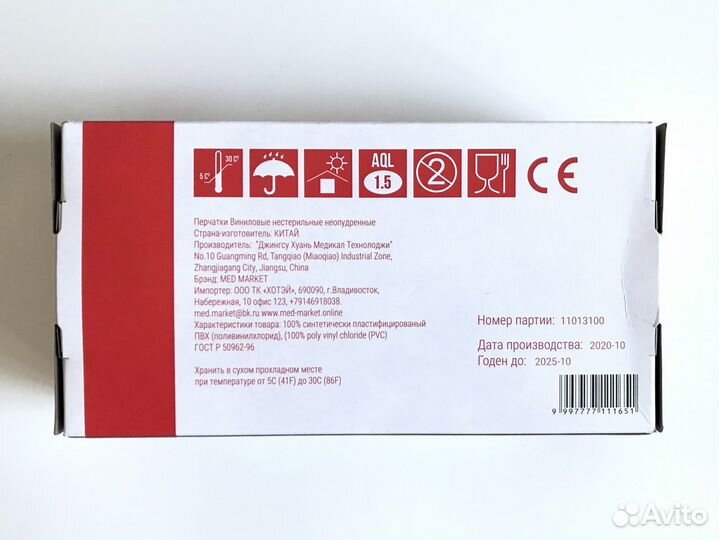 5 C° 30 C°
AQL
1.5
2
CE
Перчатки Виниловые нестерильные неопудренные
Страна-изготовитель: КИТАЙ
Производитель: "Джингсу Хуань Медикал Технолоджи"
No.10 Guangming Rd, Tangqiao (Miaoqiao) Industrial Zone,
Zhangjiagang City, Jiangsu, China
Брэнд: MED MARKET
Импортер: ООО ТК «ХОТЭЙ», 690090, г.Владивосток,
Набережная, 10 офис 123, +79146918038.
med.market@bk.ru www-med-market.online
Характеристики товара: 100% синтетически пластифицированый
ПВХ (поливинилхлорид), (100% poly vinyl chloride (PVC)
ГОСТ Р 50962-96
Хранить в сухом прохладном месте
при температуре от 5C (41F) до 30C (86F)
Номер партии: 11013100
Дата производства: 2020-10
Годен до: 2025-10
9 997777 111651
Avito